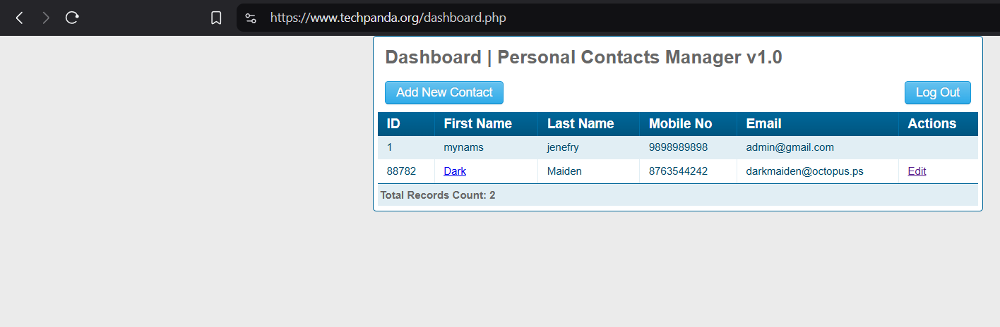 https://www.techpanda.org/dashboard.php
Dashboard | Personal Contacts Manager v1.0
Add New Contact Log Out
ID First Name Last Name Mobile No Email Actions
1 mynams jenefry 9898989898 admin@gmail.com
88782 Dark Maiden 8763544242 darkmaiden@octopus.ps Edit
Total Records Count: 2